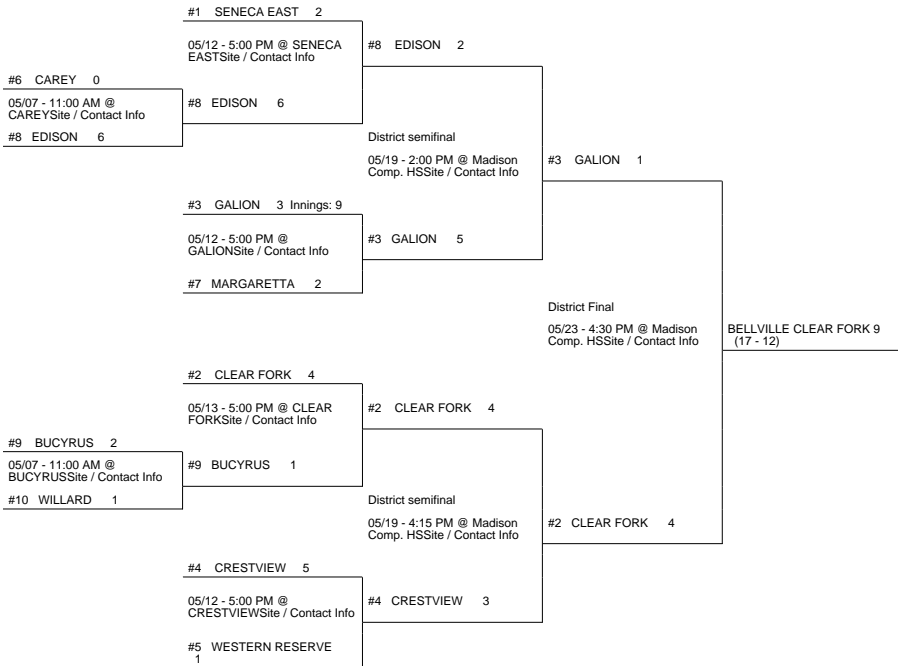 #1 SENECA EAST 2
05/12 - 5:00 PM @ SENECA
EASTSite / Contact Info
#8 EDISON 2
#6 CAREY 0
05/07 - 11:00 AM @
CAREYSite / Contact Info
#8 EDISON 6
#8 EDISON 6
District semifinal
05/19 - 2:00 PM @ Madison
Comp. HSSite / Contact Info
#3 GALION 1
#3 GALION 3 Innings: 9
05/12 - 5:00 PM @
GALIONSite / Contact Info
#3 GALION 5
#7 MARGARETTA 2
District Final
05/23 - 4:30 PM @ Madison
Comp. HSSite / Contact Info
BELLVILLE CLEAR FORK 9
(17 - 12)
#2 CLEAR FORK 4
05/13 - 5:00 PM @ CLEAR
FORKSite / Contact Info
#2 CLEAR FORK 4
#9 BUCYRUS 2
05/07 - 11:00 AM @
BUCYRUSSite / Contact Info
#9 BUCYRUS 1
#10 WILLARD 1
District semifinal
05/19 - 4:15 PM @ Madison
Comp. HSSite / Contact Info
#2 CLEAR FORK 4
#4 CRESTVIEW 5
05/12 - 5:00 PM @
CRESTVIEWSite / Contact Info
#4 CRESTVIEW 3
#5 WESTERN RESERVE
1